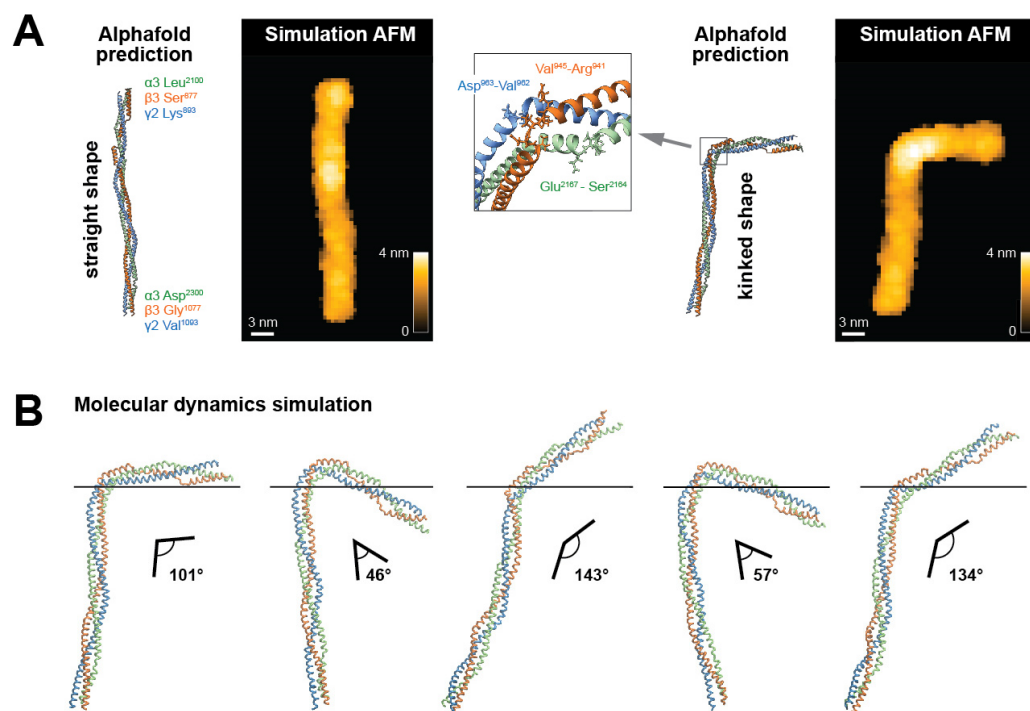 A
Alphafold
prediction
α3 Leu²¹⁰⁰
β3 Ser⁸⁷⁷
γ2 Lys⁸⁹³
straight shape
α3 Asp²³⁰⁰
β3 Gly¹⁰⁷⁷
γ2 Val¹⁰⁹³
Simulation AFM
4 nm
0
3 nm
Val⁹⁴⁵-Arg⁹⁴¹
Asp⁹⁶³-Val⁹⁶²
Glu²¹⁶⁷ - Ser²¹⁶⁴
Alphafold
prediction
kinked shape
Simulation AFM
4 nm
0
3 nm
B
Molecular dynamics simulation
101°
46°
143°
57°
134°